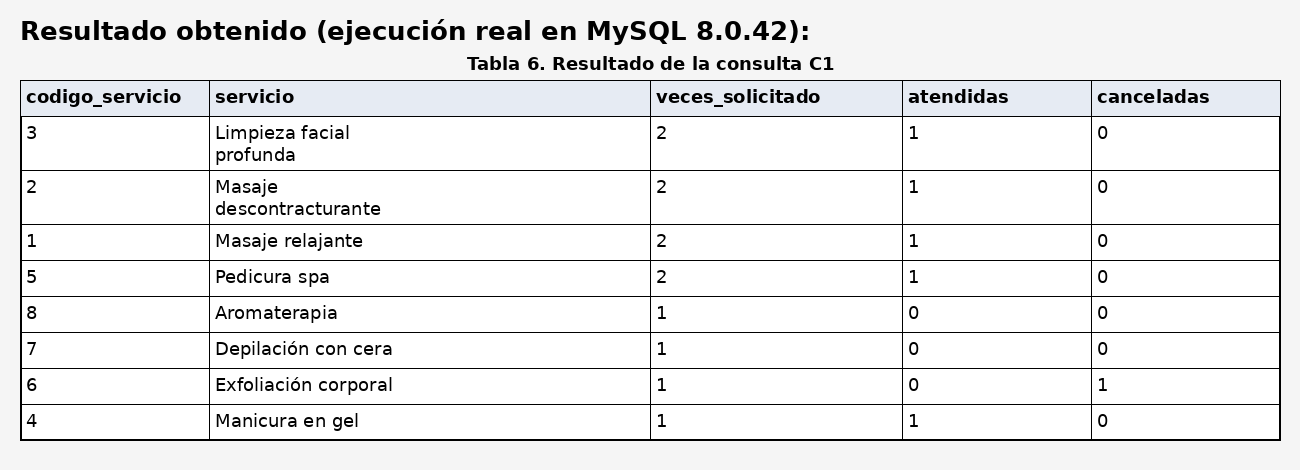 Resultado obtenido (ejecución real en MySQL 8.0.42):
Tabla 6. Resultado de la consulta C1
codigo_servicio servicio veces_solicitado atendidas canceladas
3 Limpieza facial 2 1 0
profunda
2 Masaje 2 1 0
descontracturante
1 Masaje relajante 2 1 0
5 Pedicura spa 2 1 0
8 Aromaterapia 1 0 0
7 Depilación con cera 1 0 0
6 Exfoliación corporal 1 0 1
4 Manicura en gel 1 1 0